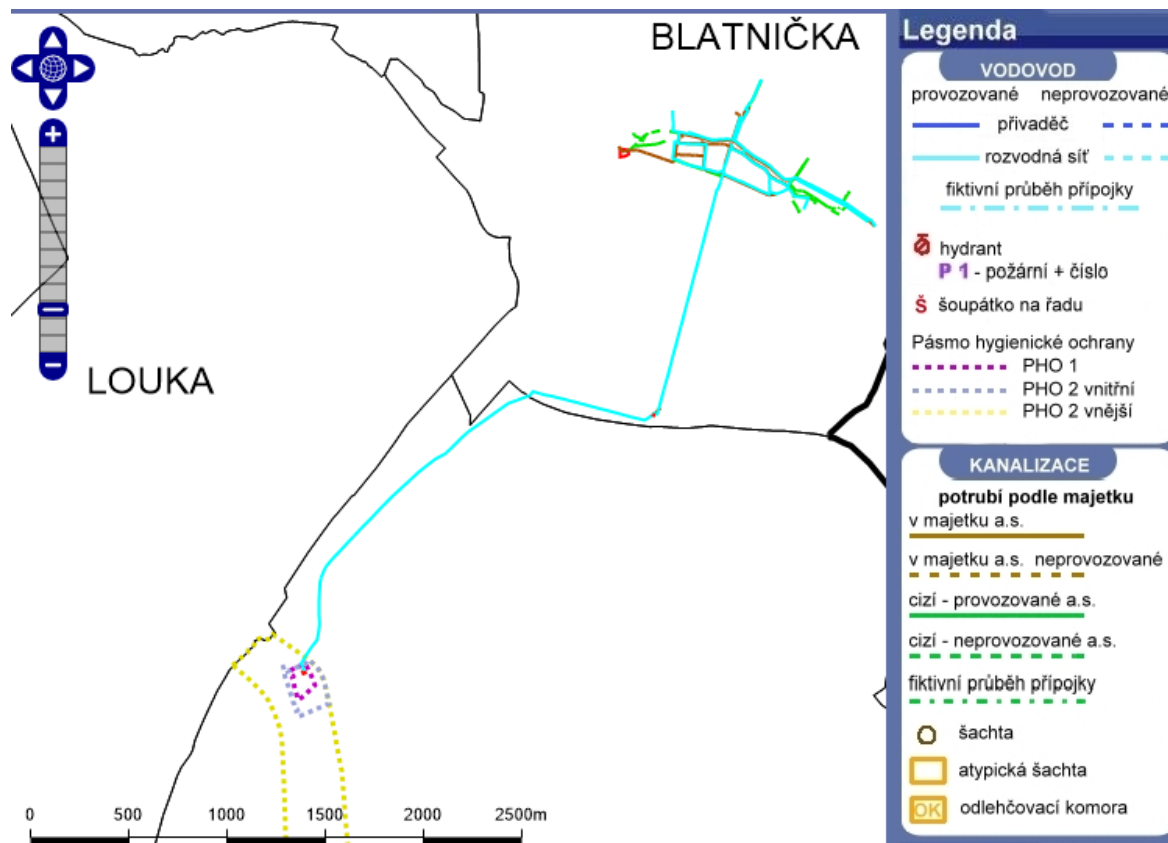 BLATNIČKA
LOUKA
0 500 1000 1500 2000 2500m
Legenda
VODOVOD
provozované neprovozované
přivaděč
rozvodná síť
fiktivní průběh přípojky
hydrant
P 1 - požární + číslo
Š šoupátko na řadu
Pásmo hygienické ochrany
PHO 1
PHO 2 vnitřní
PHO 2 vnější
KANALIZACE
potrubí podle majetku
v majetku a.s.
v majetku a.s. neprovozované
cizí - provozované a.s.
cizí - neprovozované a.s.
fiktivní průběh přípojky
šachta
atypická šachta
OK odlehčovací komora